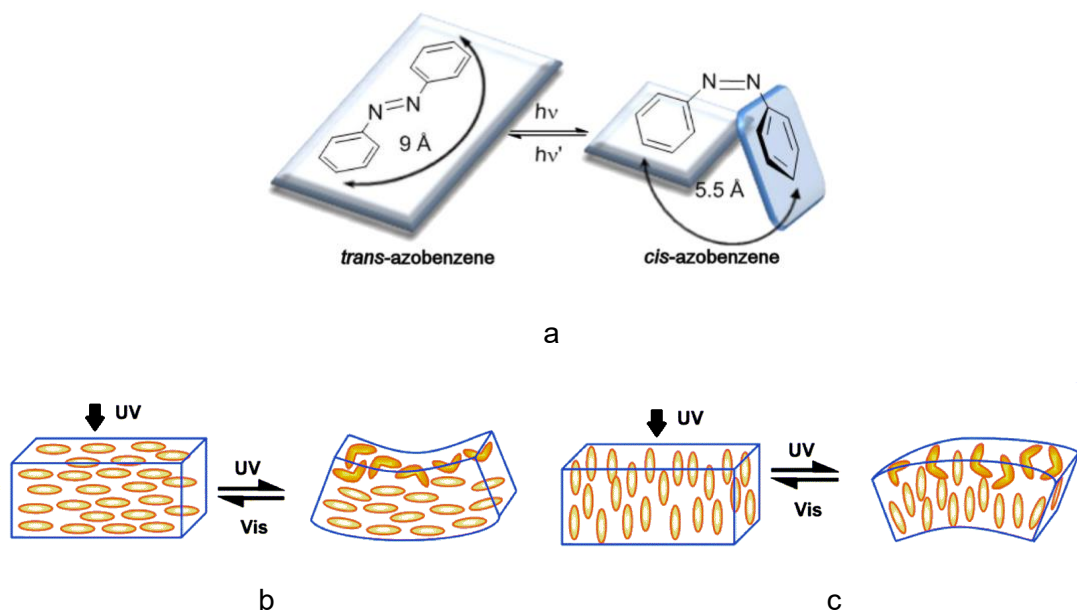 N=N
9 Å
hν
hν'
N=N
5.5 Å
trans-azobenzene
cis-azobenzene
a
UV
UV
Vis
b
UV
UV
Vis
c